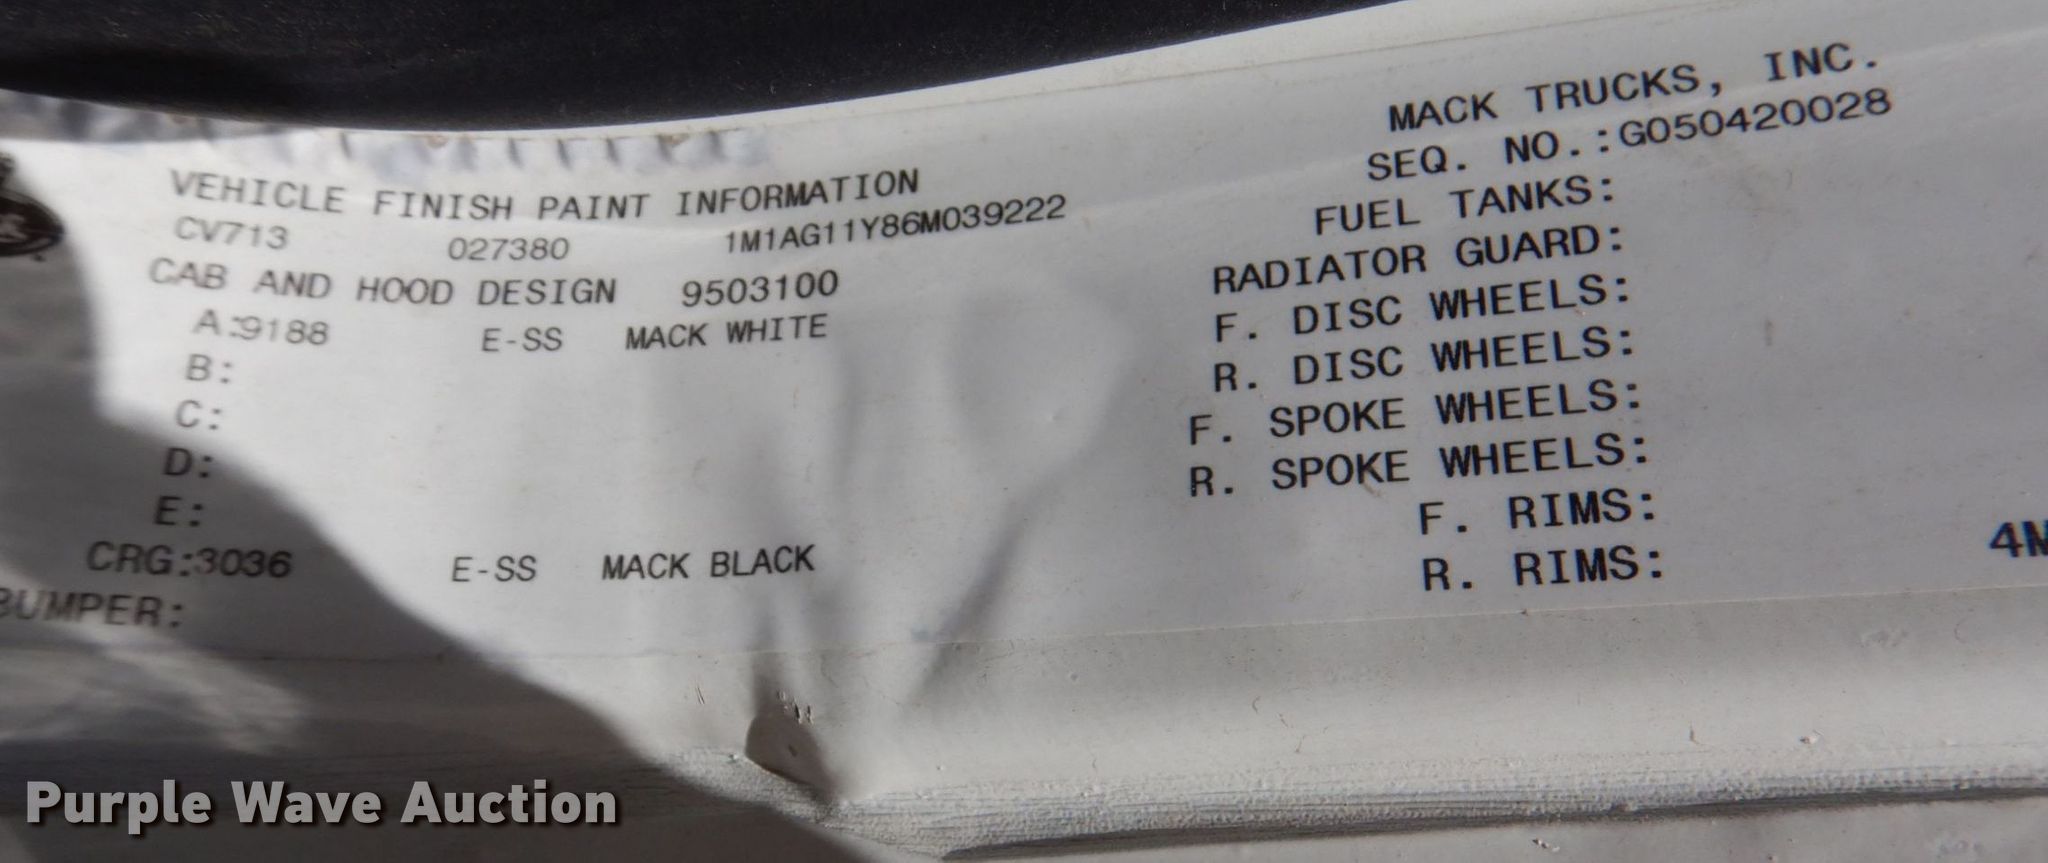 VEHICLE FINISH PAINT INFORMATION
CV713 027380 1M1AG11Y86M039222
CAB AND HOOD DESIGN 9503100
A:9188 E-SS MACK WHITE
B:
C:
D:
E:
CRG:3036 E-SS MACK BLACK
BUMPER:
MACK TRUCKS, INC.
SEQ. NO.:G050420028
FUEL TANKS:
RADIATOR GUARD:
F. DISC WHEELS:
R. DISC WHEELS:
F. SPOKE WHEELS:
R. SPOKE WHEELS:
F. RIMS:
R. RIMS:
4M
Purple Wave Auction